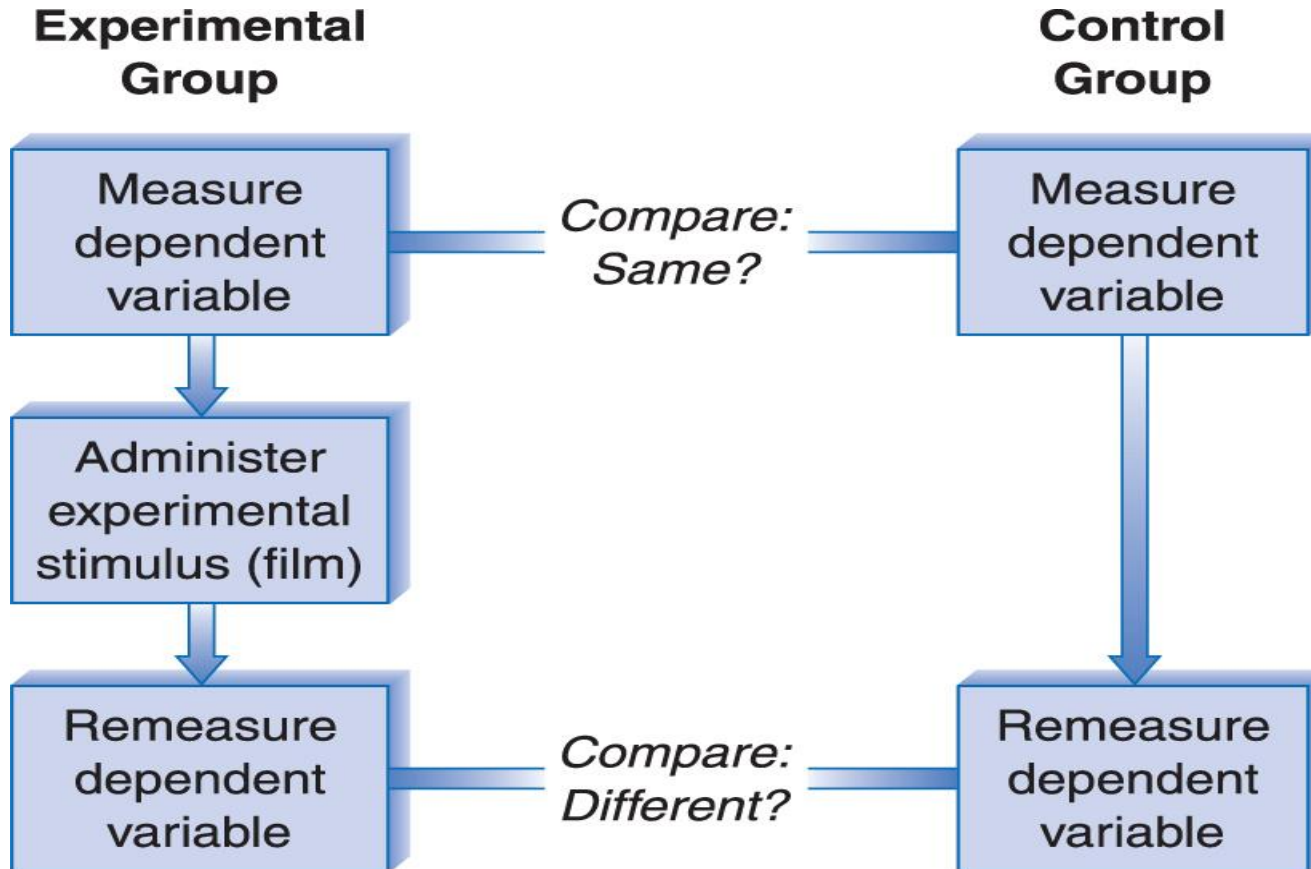 Experimental
Group
Control
Group
Measure
dependent
variable
Compare:
Same?
Measure
dependent
variable
Administer
experimental
stimulus (film)
Remeasure
dependent
variable
Compare:
Different?
Remeasure
dependent
variable